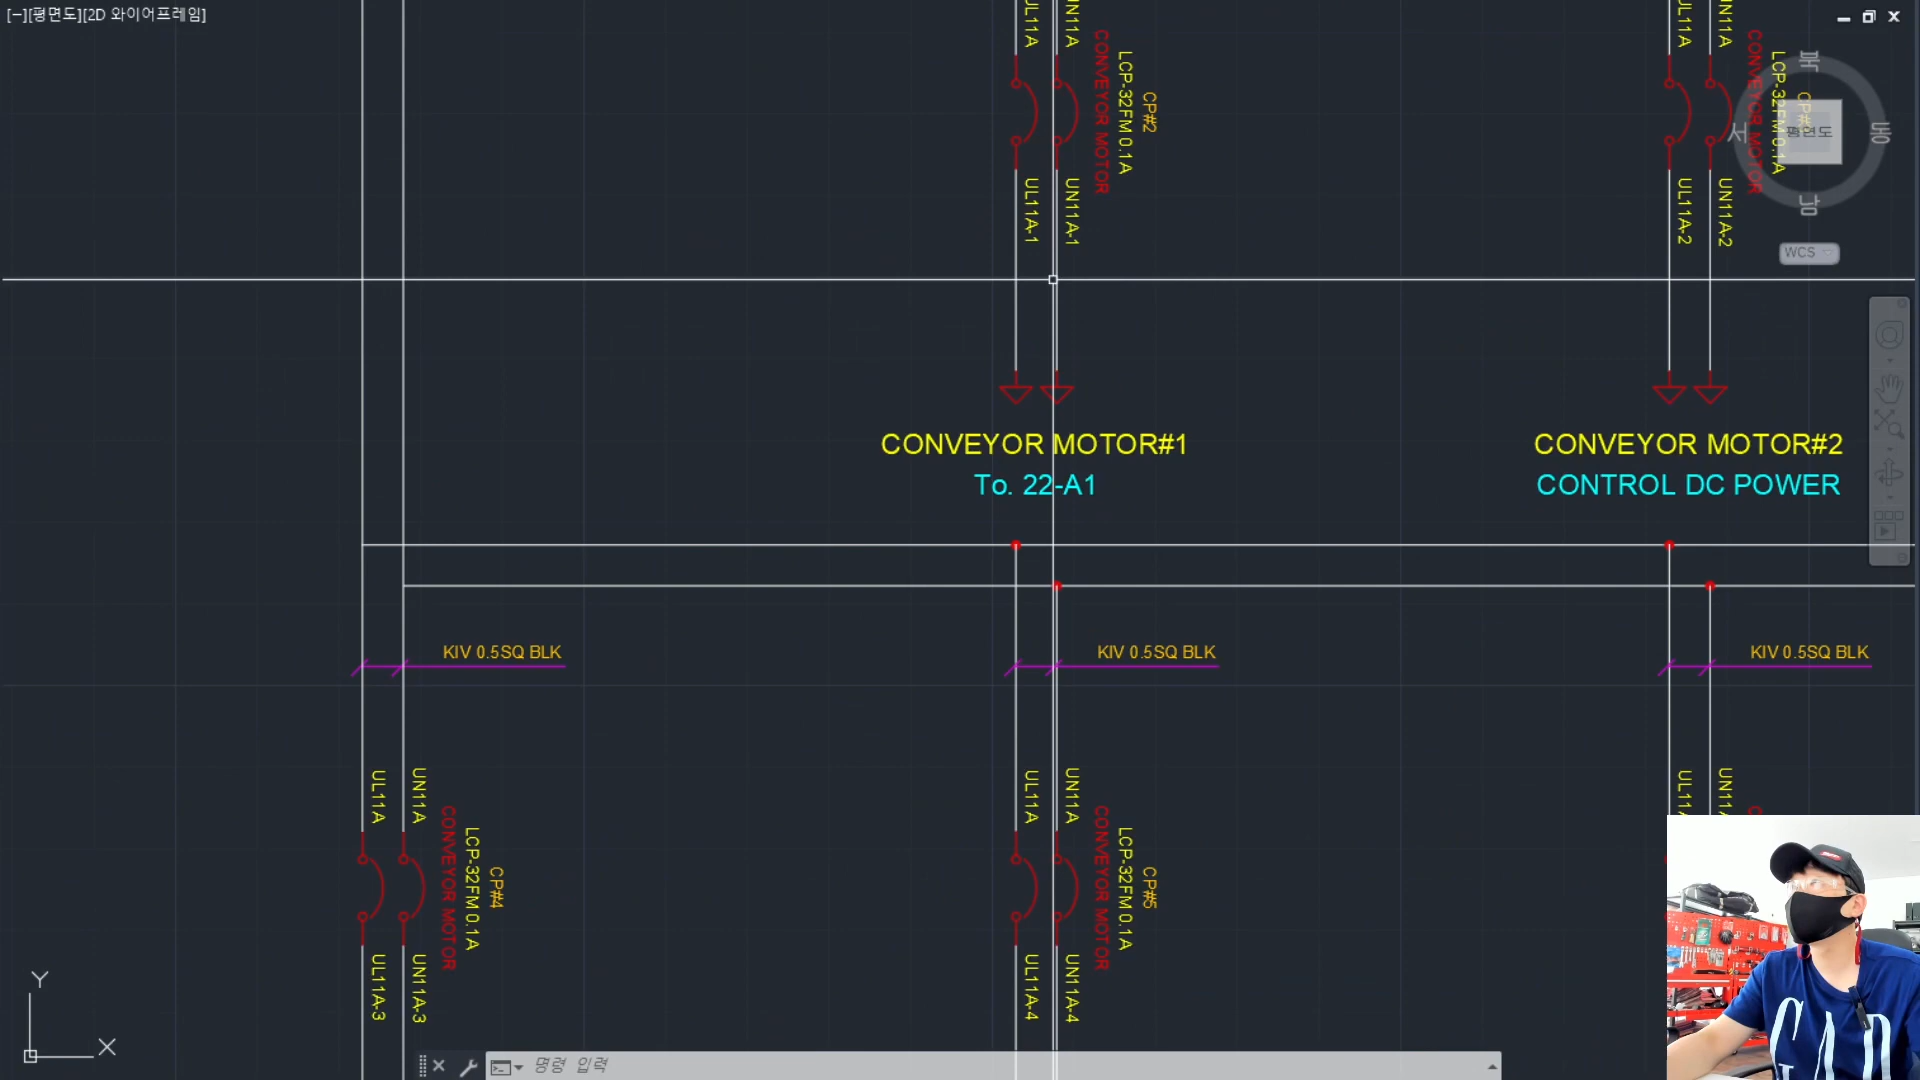 [−][평면도][2D 와이어프레임]
UL11A
UN11A
CONVEYOR MOTOR
LCP-32FM 0.1A
CP#2
UL11A-1
UN11A-1
UL11A
UN11A
CONVEYOR MOTOR
LCP-32FM 0.1A
UL11A-2
UN11A-2
북
서
평면도
동
남
WCS
CONVEYOR MOTOR#1
To. 22-A1
CONVEYOR MOTOR#2
CONTROL DC POWER
KIV 0.5SQ BLK
KIV 0.5SQ BLK
KIV 0.5SQ BLK
UL11A
UN11A
CONVEYOR MOTOR
LCP-32FM 0.1A
CP#4
UL11A-3
UN11A-3
UL11A
UN11A
CONVEYOR MOTOR
LCP-32FM 0.1A
CP#5
UL11A-4
UN11A-4
Y
X
명령 입력